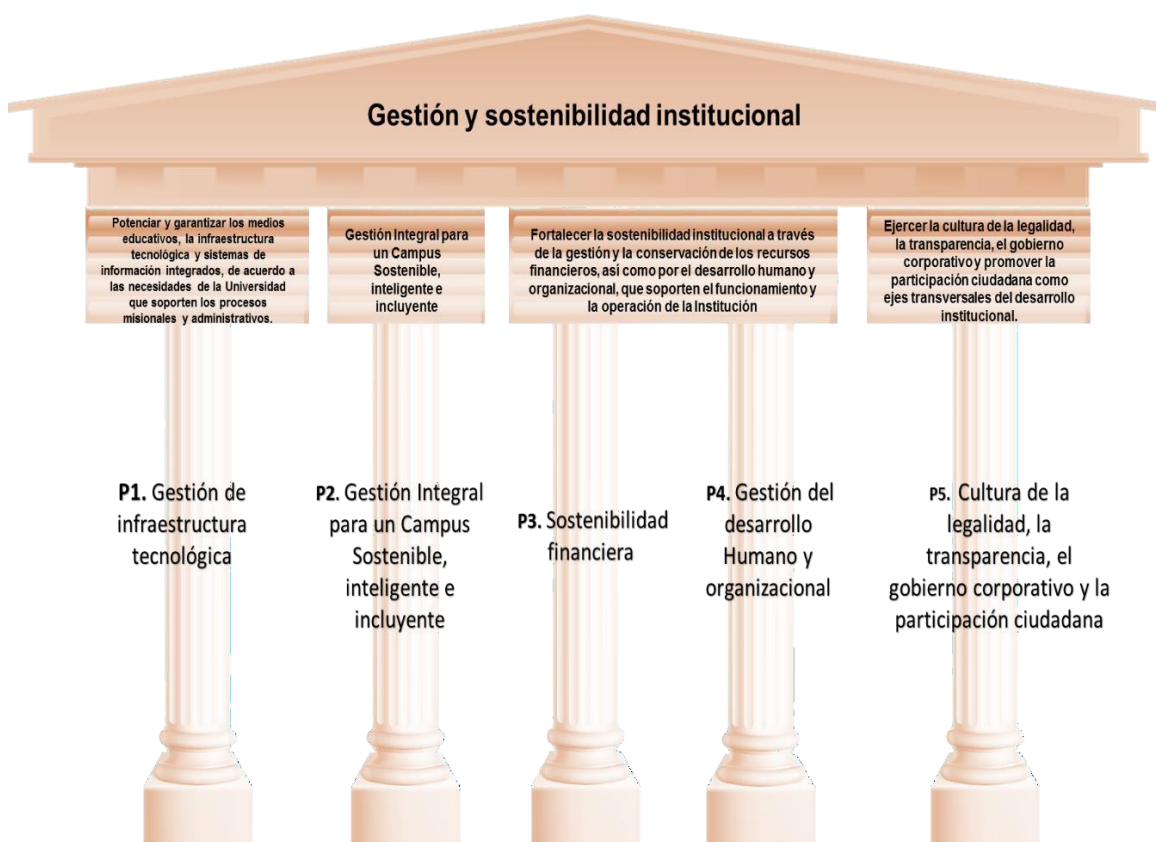 Gestión y sostenibilidad institucional
Potenciar y garantizar los medios
educativos, la infraestructura
tecnológica y sistemas de
información integrados, de acuerdo a
las necesidades de la Universidad
que soporten los procesos
misionales y administrativos.
Gestión Integral para
un Campus
Sostenible,
inteligente e
incluyente
Fortalecer la sostenibilidad institucional a través
de la gestión y la conservación de los recursos
financieros, así como por el desarrollo humano y
organizacional, que soporten el funcionamiento y
la operación de la Institución
Ejercer la cultura de la legalidad,
la transparencia, el gobierno
corporativo y promover la
participación ciudadana como
ejes transversales del desarrollo
institucional.
P1. Gestión de
infraestructura
tecnológica
P2. Gestión Integral
para un Campus
Sostenible,
inteligente e
incluyente
P3. Sostenibilidad
financiera
P4. Gestión del
desarrollo
Humano y
organizacional
P5. Cultura de la
legalidad, la
transparencia, el
gobierno corporativo y la
participación ciudadana